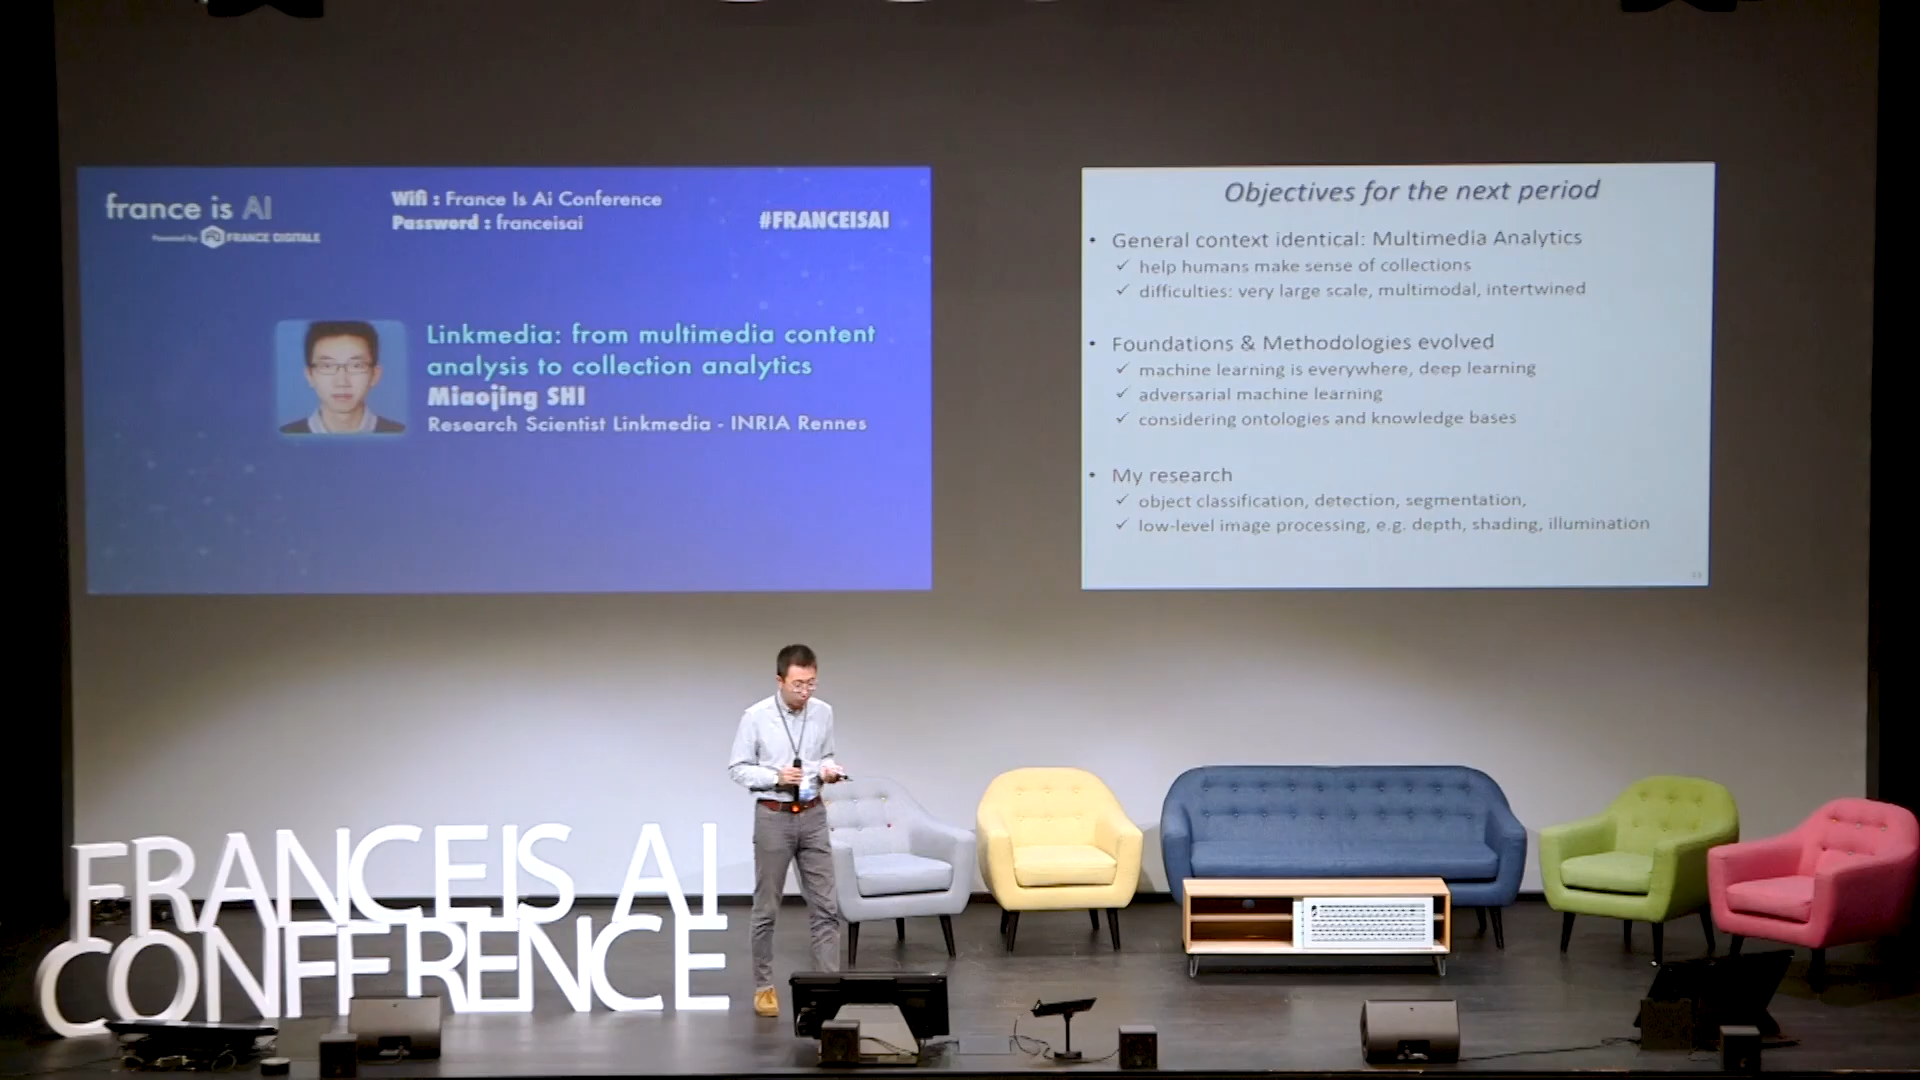 france is AI
Powered by FRANCE DIGITALE
Wifi : France Is Ai Conference
Password : franceisai
#FRANCEISAI
Linkmedia: from multimedia content
analysis to collection analytics
Miaojing SHI
Research Scientist Linkmedia - INRIA Rennes
Objectives for the next period
• General context identical: Multimedia Analytics
✓ help humans make sense of collections
✓ difficulties: very large scale, multimodal, intertwined
• Foundations & Methodologies evolved
✓ machine learning is everywhere, deep learning
✓ adversarial machine learning
✓ considering ontologies and knowledge bases
• My research
✓ object classification, detection, segmentation,
✓ low-level image processing, e.g. depth, shading, illumination
FRANCEIS AI
CONFERENCE